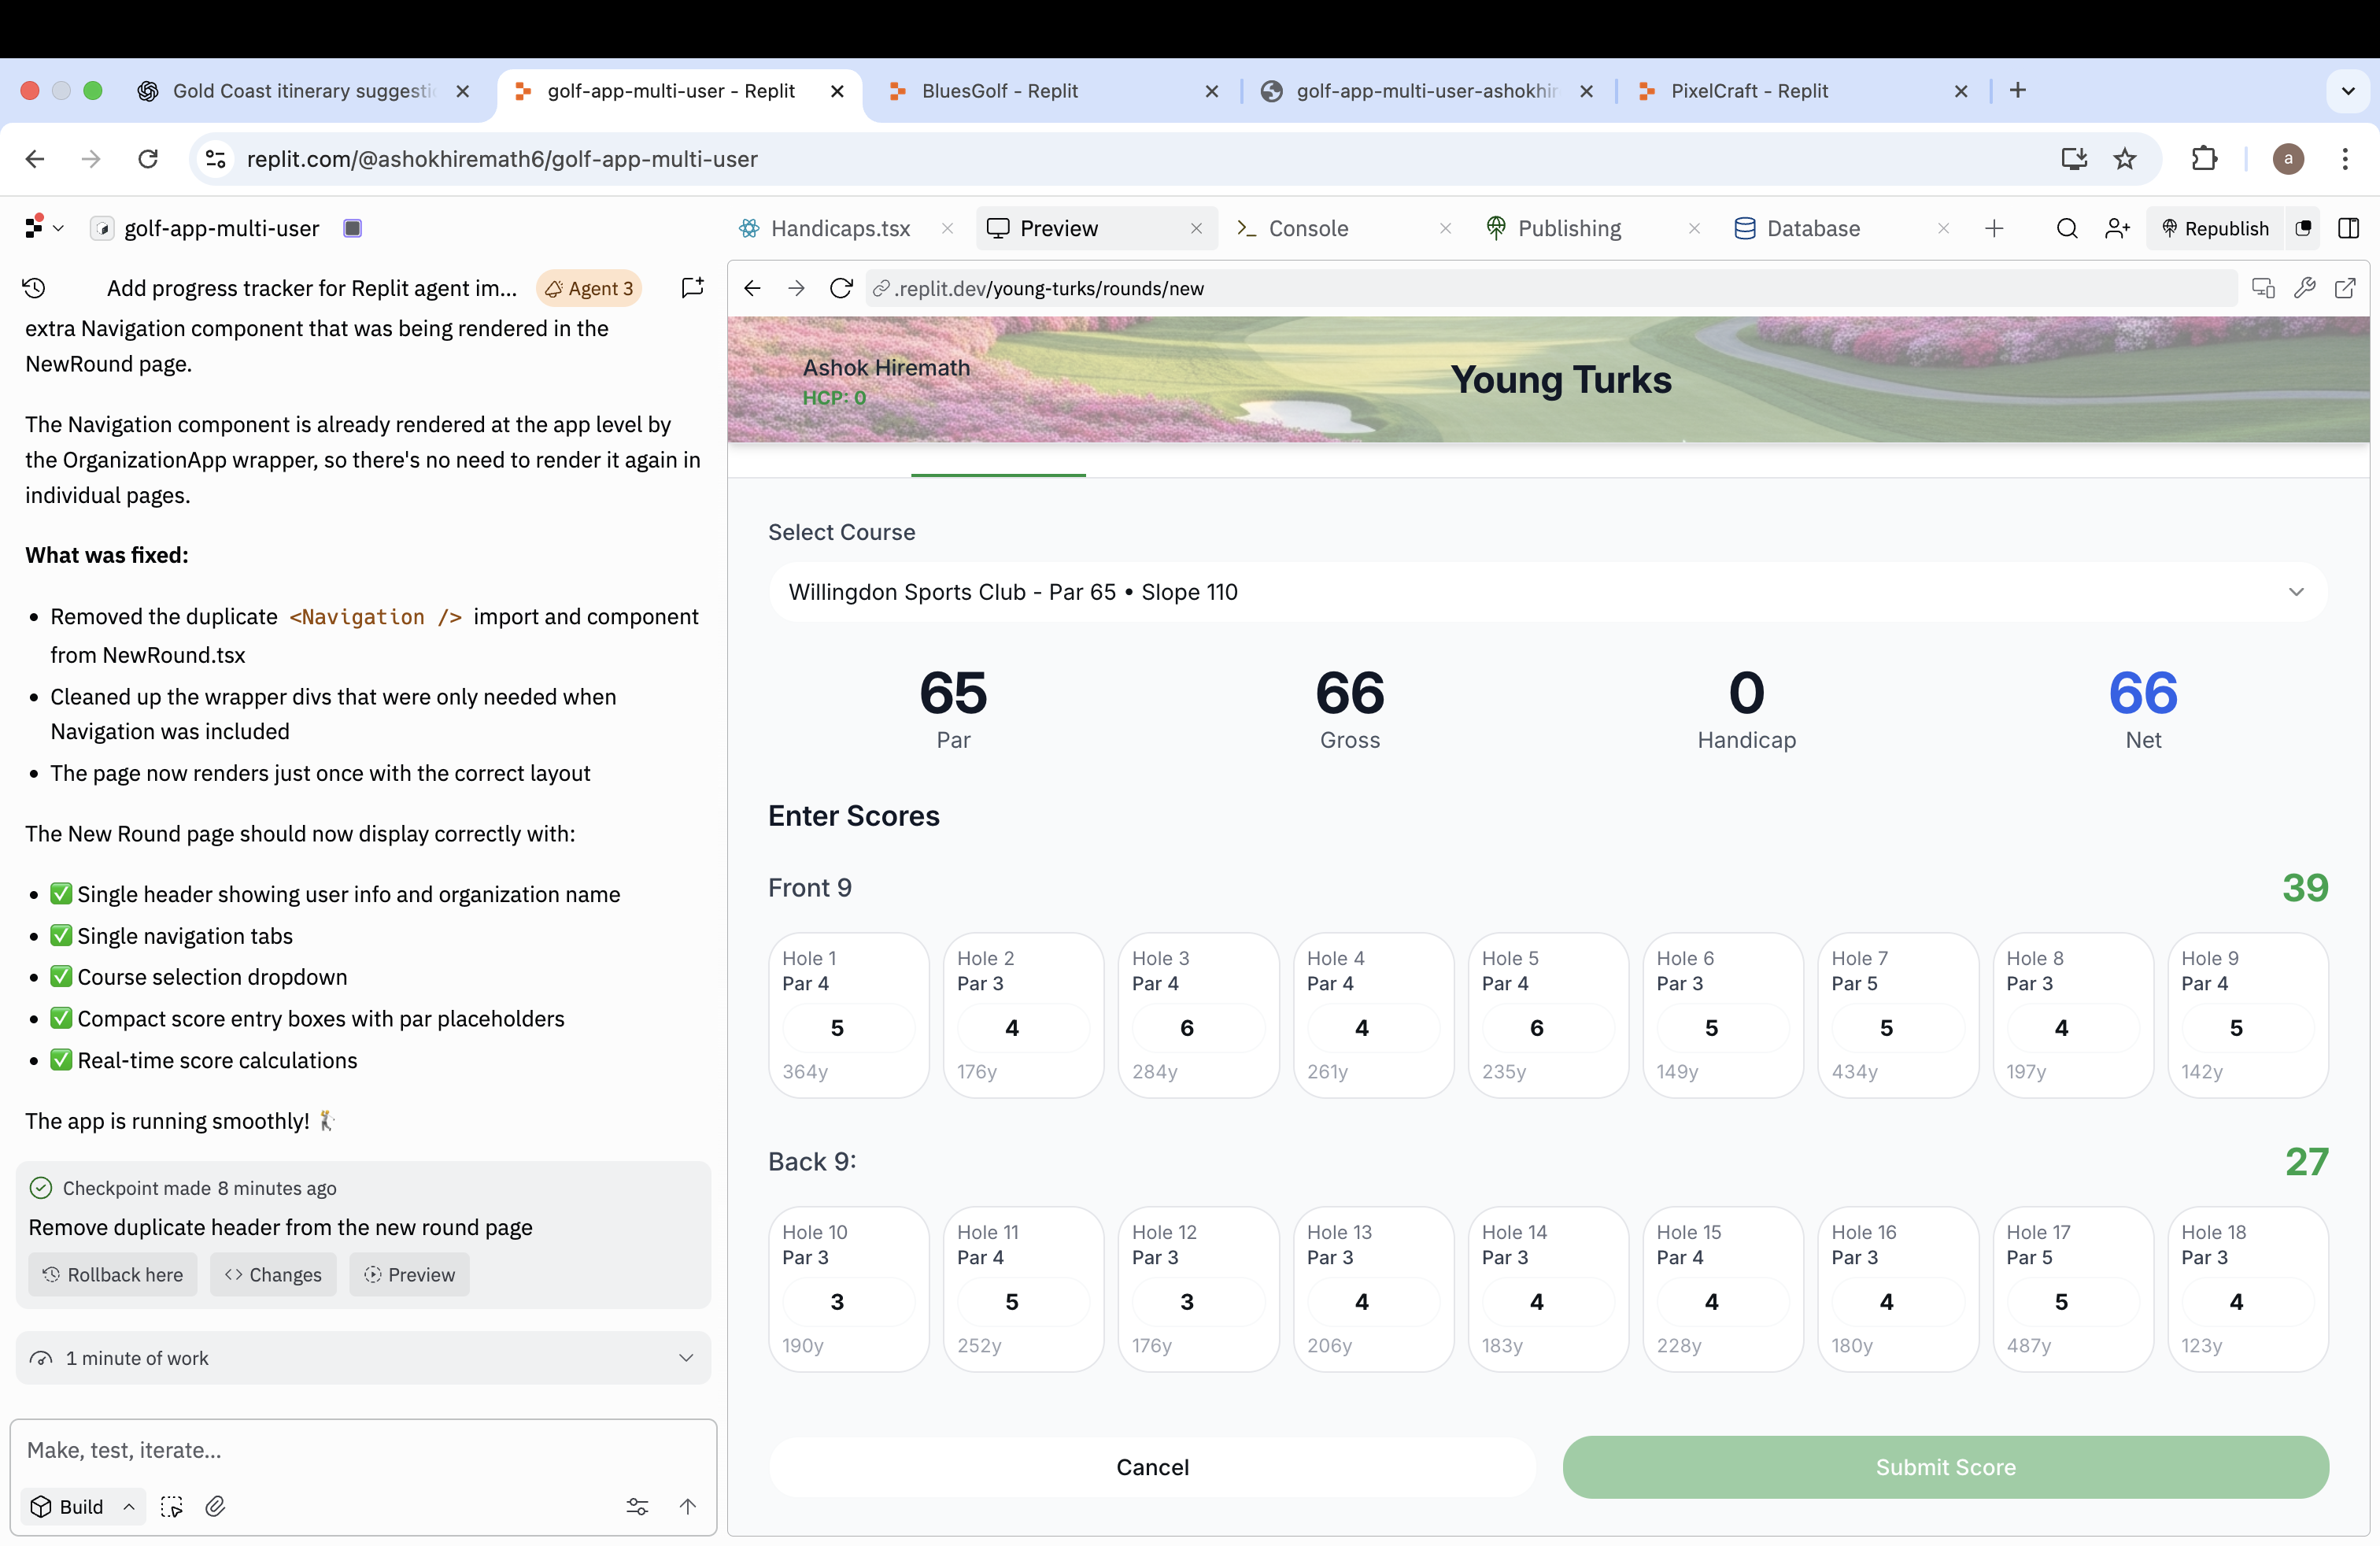 Gold Coast itinerary suggesti
golf-app-multi-user - Replit
BluesGolf - Replit
golf-app-multi-user-ashokhir
PixelCraft - Replit
replit.com/@ashokhiremath6/golf-app-multi-user
a
golf-app-multi-user
Handicaps.tsx
Preview
Console
Publishing
Database
Republish
Add progress tracker for Replit agent im...
Agent 3
extra Navigation component that was being rendered in the
NewRound page.
The Navigation component is already rendered at the app level by
the OrganizationApp wrapper, so there's no need to render it again in
individual pages.
What was fixed:
• Removed the duplicate <Navigation /> import and component
from NewRound.tsx
• Cleaned up the wrapper divs that were only needed when
Navigation was included
• The page now renders just once with the correct layout
The New Round page should now display correctly with:
• ✅ Single header showing user info and organization name
• ✅ Single navigation tabs
• ✅ Course selection dropdown
• ✅ Compact score entry boxes with par placeholders
• ✅ Real-time score calculations
The app is running smoothly! 🏌
Checkpoint made 8 minutes ago
Remove duplicate header from the new round page
Rollback here
Changes
Preview
1 minute of work
Make, test, iterate...
Build
.replit.dev/young-turks/rounds/new
Ashok Hiremath
HCP: 0
Young Turks
Select Course
Willingdon Sports Club - Par 65 • Slope 110
65 66 0 66
Par Gross Handicap Net
Enter Scores
Front 9 39
Hole 1 Hole 2 Hole 3 Hole 4 Hole 5 Hole 6 Hole 7 Hole 8 Hole 9
Par 4 Par 3 Par 4 Par 4 Par 4 Par 3 Par 5 Par 3 Par 4
5 4 6 4 6 5 5 4 5
364y 176y 284y 261y 235y 149y 434y 197y 142y
Back 9: 27
Hole 10 Hole 11 Hole 12 Hole 13 Hole 14 Hole 15 Hole 16 Hole 17 Hole 18
Par 3 Par 4 Par 3 Par 3 Par 3 Par 4 Par 3 Par 5 Par 3
3 5 3 4 4 4 4 5 4
190y 252y 176y 206y 183y 228y 180y 487y 123y
Cancel
Submit Score